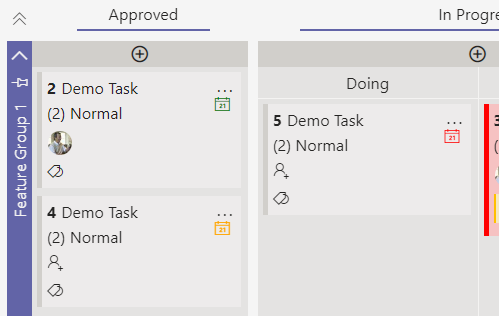 Approved
In Progre
Feature Group 1
2 Demo Task
21
(2) Normal
4 Demo Task
21
(2) Normal
Doing
5 Demo Task
21
(2) Normal
3
(2